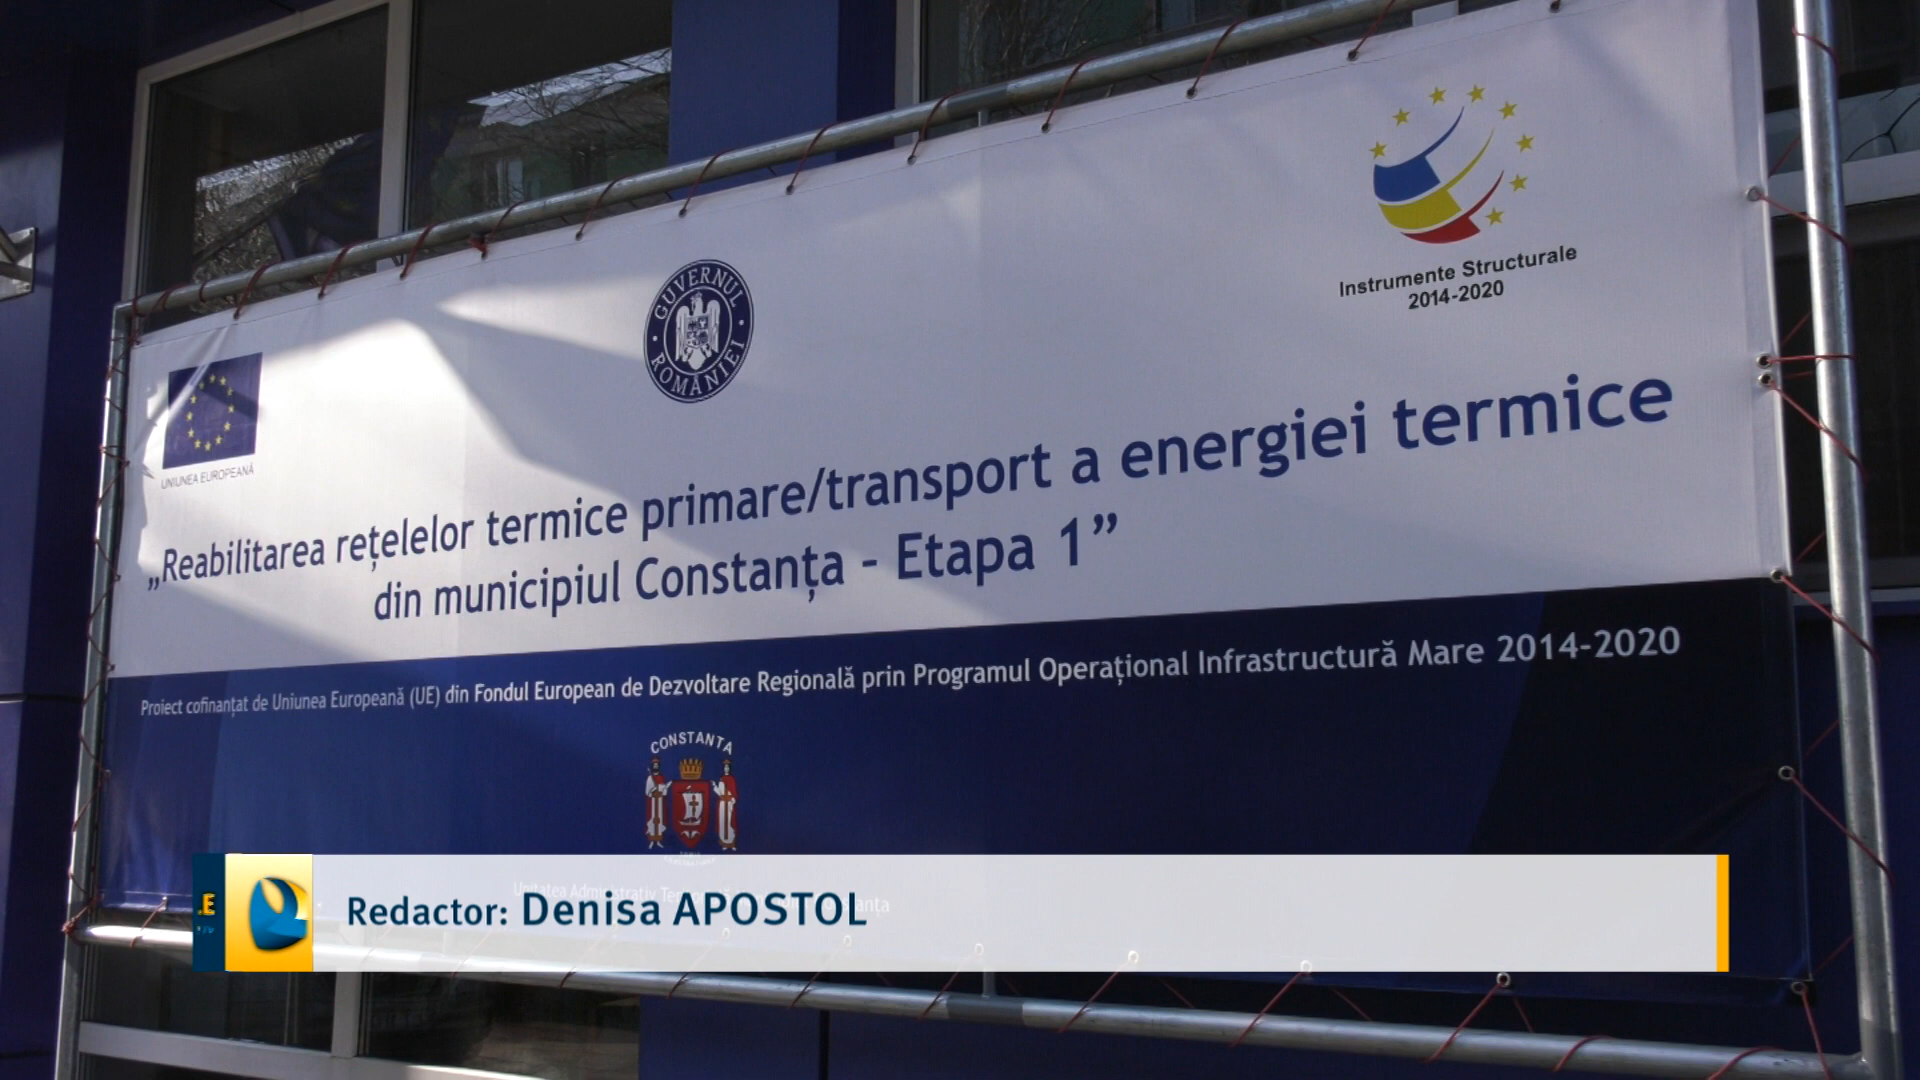 Instrumente Structurale
2014-2020
GUVERNUL
ROMÂNIEI
UNIUNEA EUROPEANĂ
„Reabilitarea rețelelor termice primare/transport a energiei termice
din municipiul Constanța - Etapa 1”
Proiect cofinanțat de Uniunea Europeană (UE) din Fondul European de Dezvoltare Regională prin Programul Operațional Infrastructură Mare 2014-2020
CONSTANTA
Redactor: Denisa APOSTOL